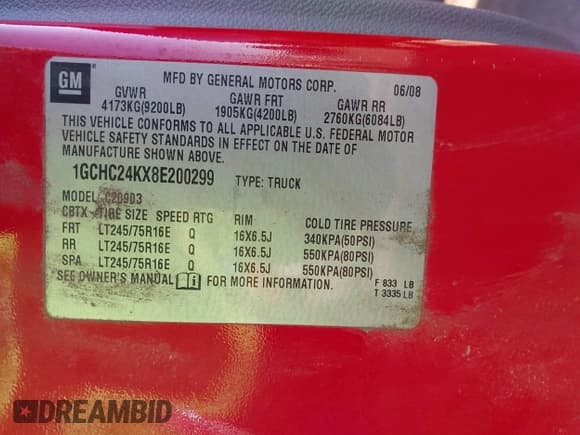 GM ®
MFD BY GENERAL MOTORS CORP. 06/08
GVWR GAWR FRT GAWR RR
4173KG(9200LB) 1905KG(4200LB) 2760KG(6084LB)
THIS VEHICLE CONFORMS TO ALL APPLICABLE U.S. FEDERAL MOTOR
VEHICLE SAFETY STANDARDS IN EFFECT ON THE DATE OF
MANUFACTURE SHOWN ABOVE.
1GCHC24KX8E200299 TYPE: TRUCK
MODEL: C20903
CBTX TIRE SIZE SPEED RTG RIM COLD TIRE PRESSURE
FRT LT245/75R16E Q 16X6.5J 340KPA(50PSI)
RR LT245/75R16E Q 16X6.5J 550KPA(80PSI)
SPA LT245/75R16E Q 16X6.5J 550KPA(80PSI)
SEE OWNER'S MANUAL FOR MORE INFORMATION.
F 833 LB
T 3335 LB
DREAMBID